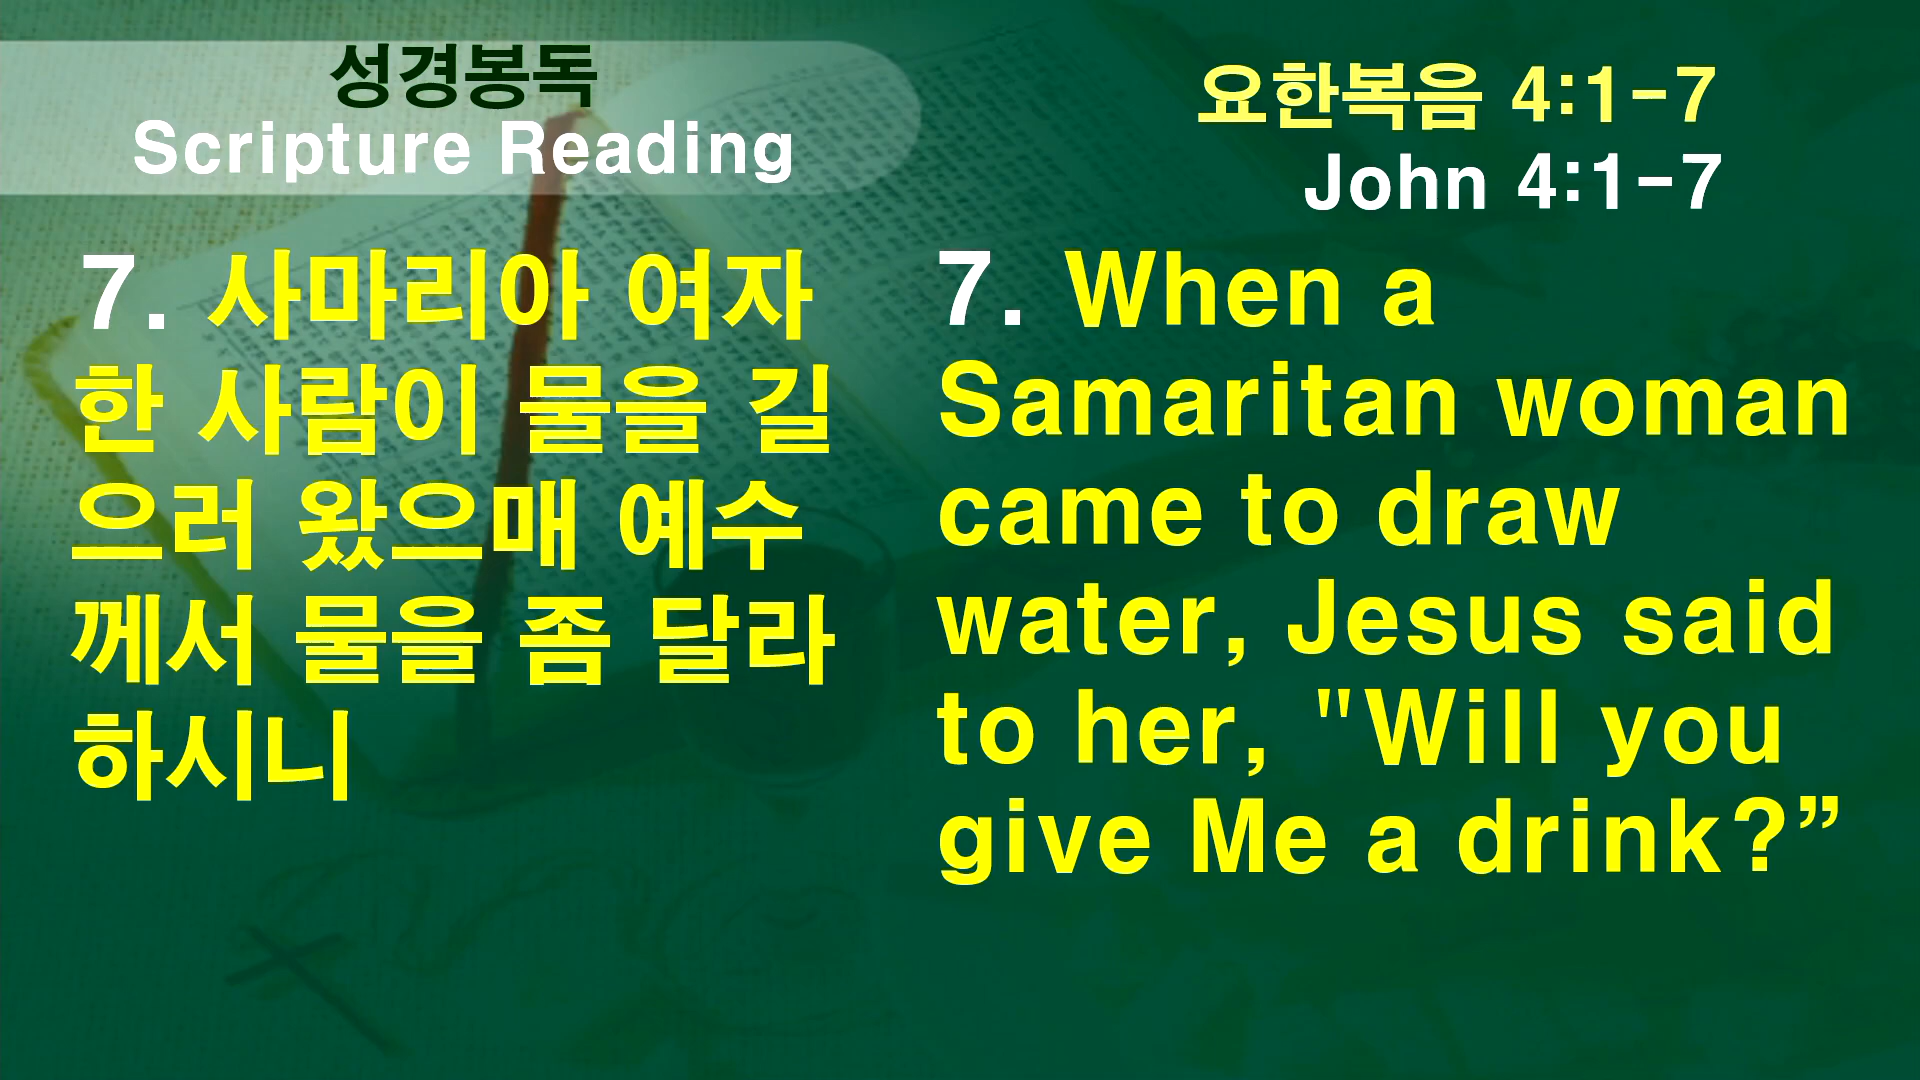 성경봉독
Scripture Reading
요한복음 4:1-7
John 4:1-7
7. 사마리아 여자
한 사람이 물을 길
으러 왔으매 예수
께서 물을 좀 달라
하시니
7. When a
Samaritan woman
came to draw
water, Jesus said
to her, "Will you
give Me a drink?”